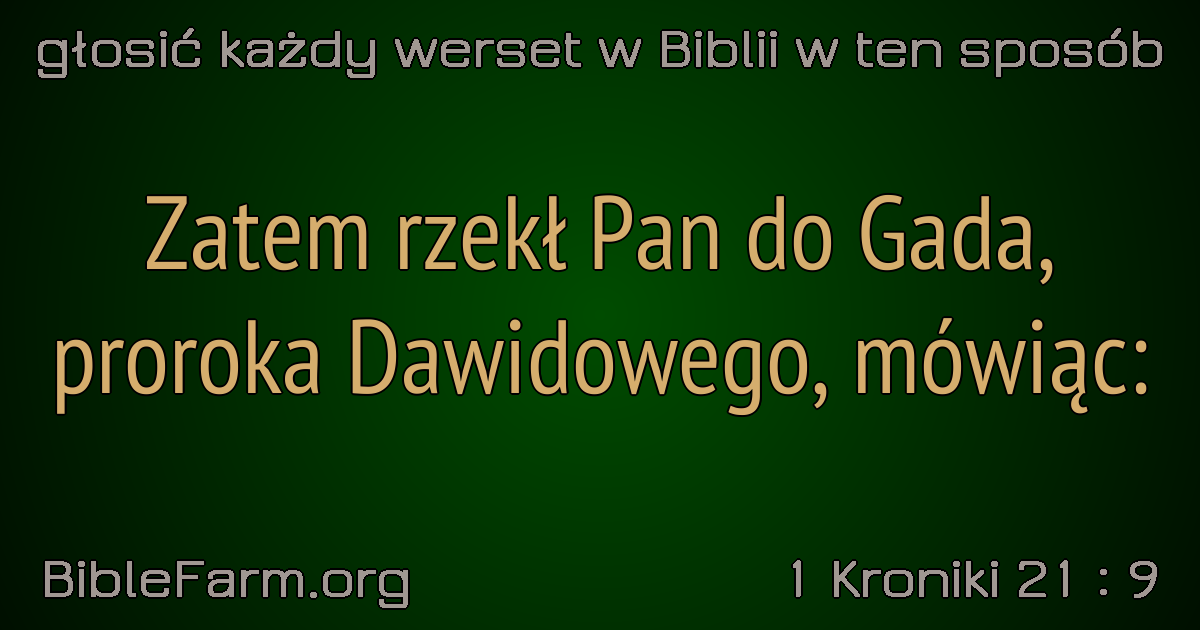 głosić każdy werset w Biblii w ten sposób
Zatem rzekł Pan do Gada,
proroka Dawidowego, mówiąc:
BibleFarm.org
1 Kroniki 21 : 9